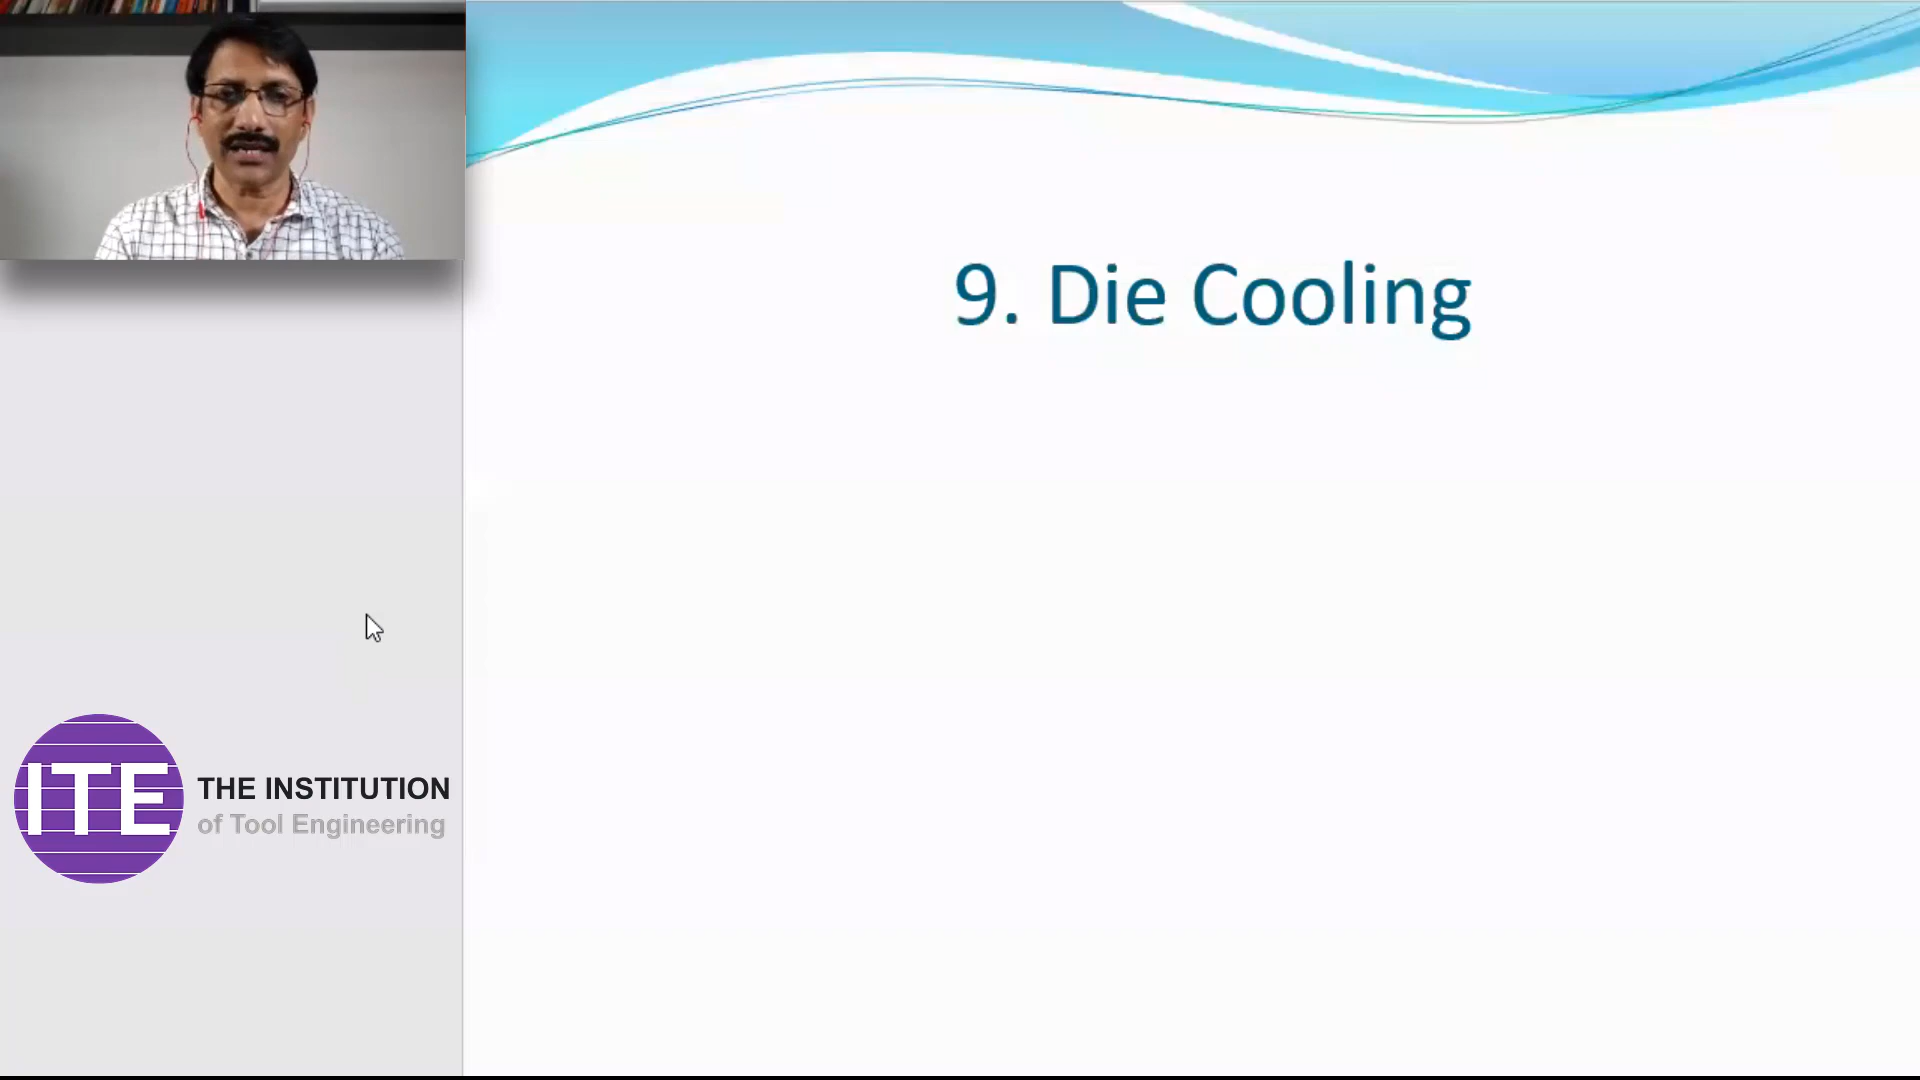 9. Die Cooling
ITE
THE INSTITUTION
of Tool Engineering